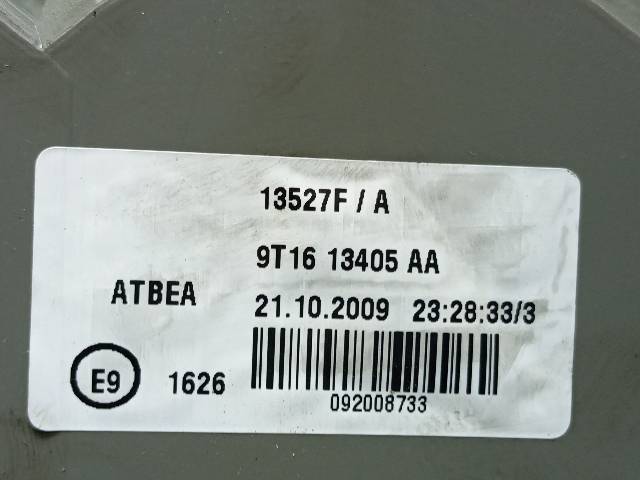 13527F / A
9T16 13405 AA
ATBEA 21.10.2009 23:28:33/3
E9 1626
092008733